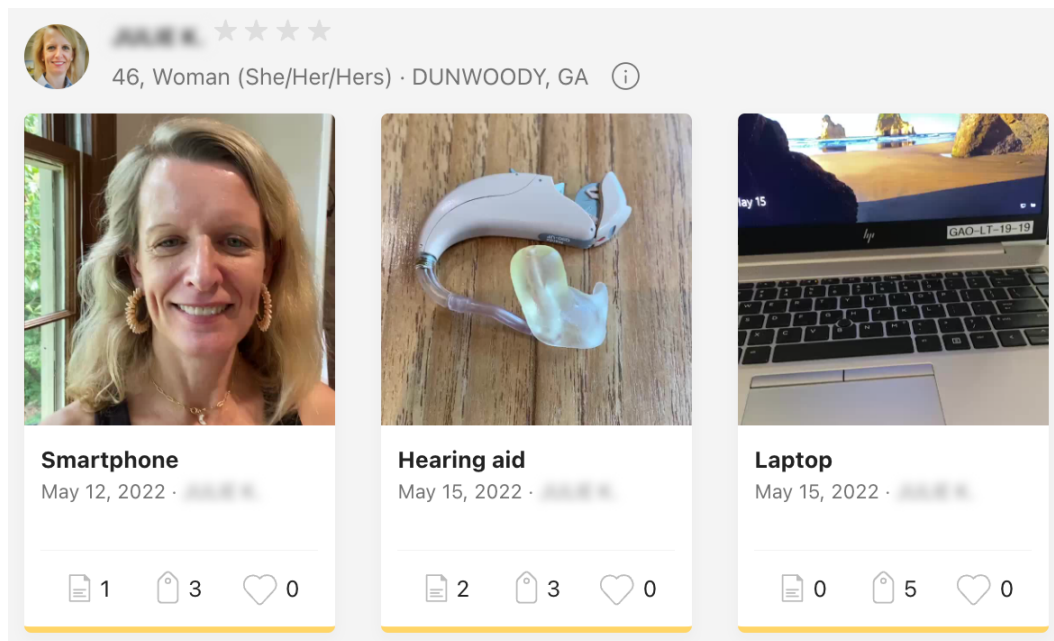 46, Woman (She/Her/Hers) · DUNWOODY, GA
ay 15
hp
GAO-LT-19-19
Smartphone
May 12, 2022 ·
1 3 0
Hearing aid
May 15, 2022 ·
2 3 0
Laptop
May 15, 2022 ·
0 5 0